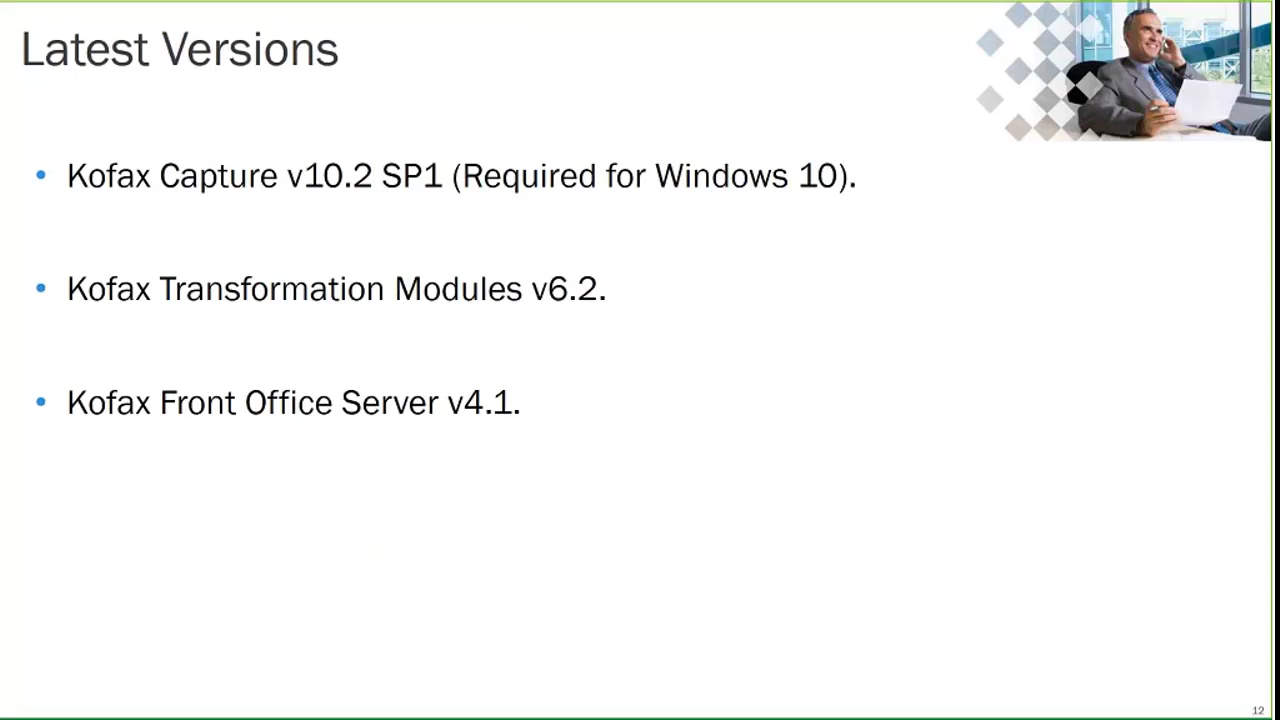 Latest Versions
• Kofax Capture v10.2 SP1 (Required for Windows 10).
• Kofax Transformation Modules v6.2.
• Kofax Front Office Server v4.1.
12